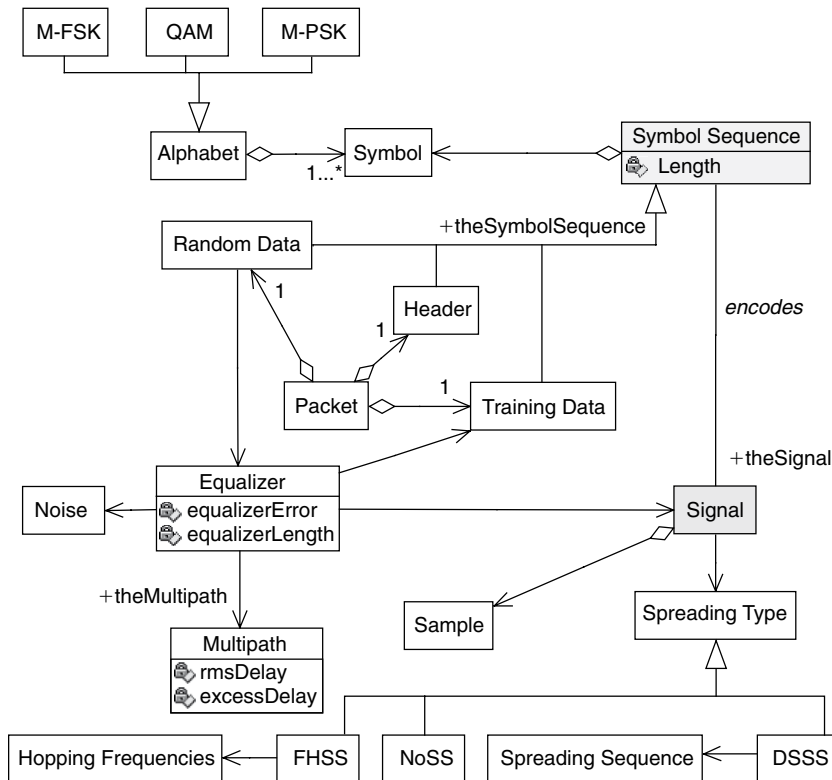 M-FSK
QAM
M-PSK
Alphabet
1...*
Symbol
Symbol Sequence
Length
+theSymbolSequence
Random Data
1
Header
1
encodes
Packet
1
Training Data
+theSignal
Equalizer
equalizerError
equalizerLength
Noise
Signal
+theMultipath
Sample
Spreading Type
Multipath
rmsDelay
excessDelay
Hopping Frequencies
FHSS
NoSS
Spreading Sequence
DSSS